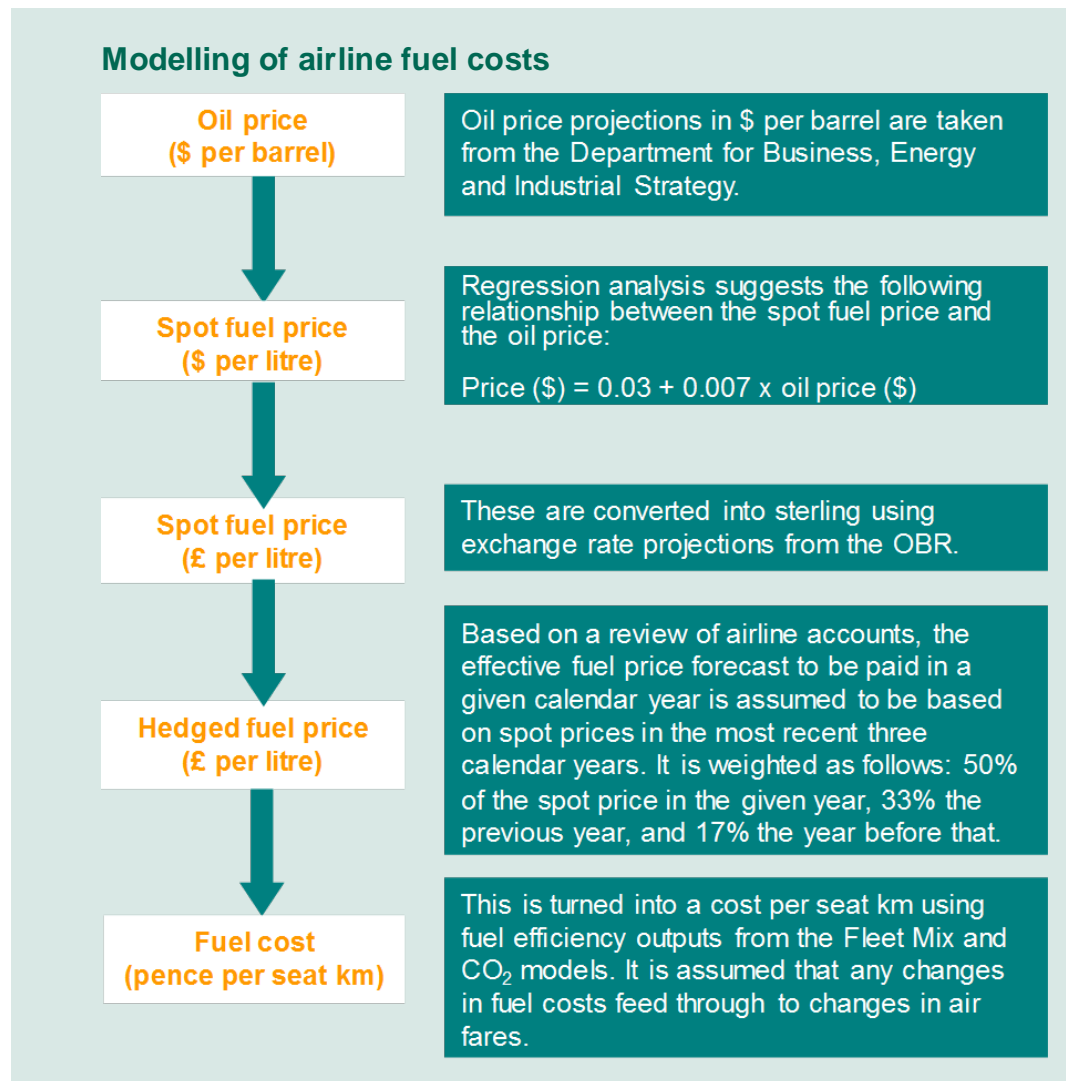 Modelling of airline fuel costs
Oil price
($ per barrel)
Oil price projections in $ per barrel are taken
from the Department for Business, Energy
and Industrial Strategy.
Spot fuel price
($ per litre)
Regression analysis suggests the following
relationship between the spot fuel price and
the oil price:
Price ($) = 0.03 + 0.007 x oil price ($)
Spot fuel price
(£ per litre)
These are converted into sterling using
exchange rate projections from the OBR.
Hedged fuel price
(£ per litre)
Based on a review of airline accounts, the
effective fuel price forecast to be paid in a
given calendar year is assumed to be based
on spot prices in the most recent three
calendar years. It is weighted as follows: 50%
of the spot price in the given year, 33% the
previous year, and 17% the year before that.
Fuel cost
(pence per seat km)
This is turned into a cost per seat km using
fuel efficiency outputs from the Fleet Mix and
CO₂ models. It is assumed that any changes
in fuel costs feed through to changes in air
fares.